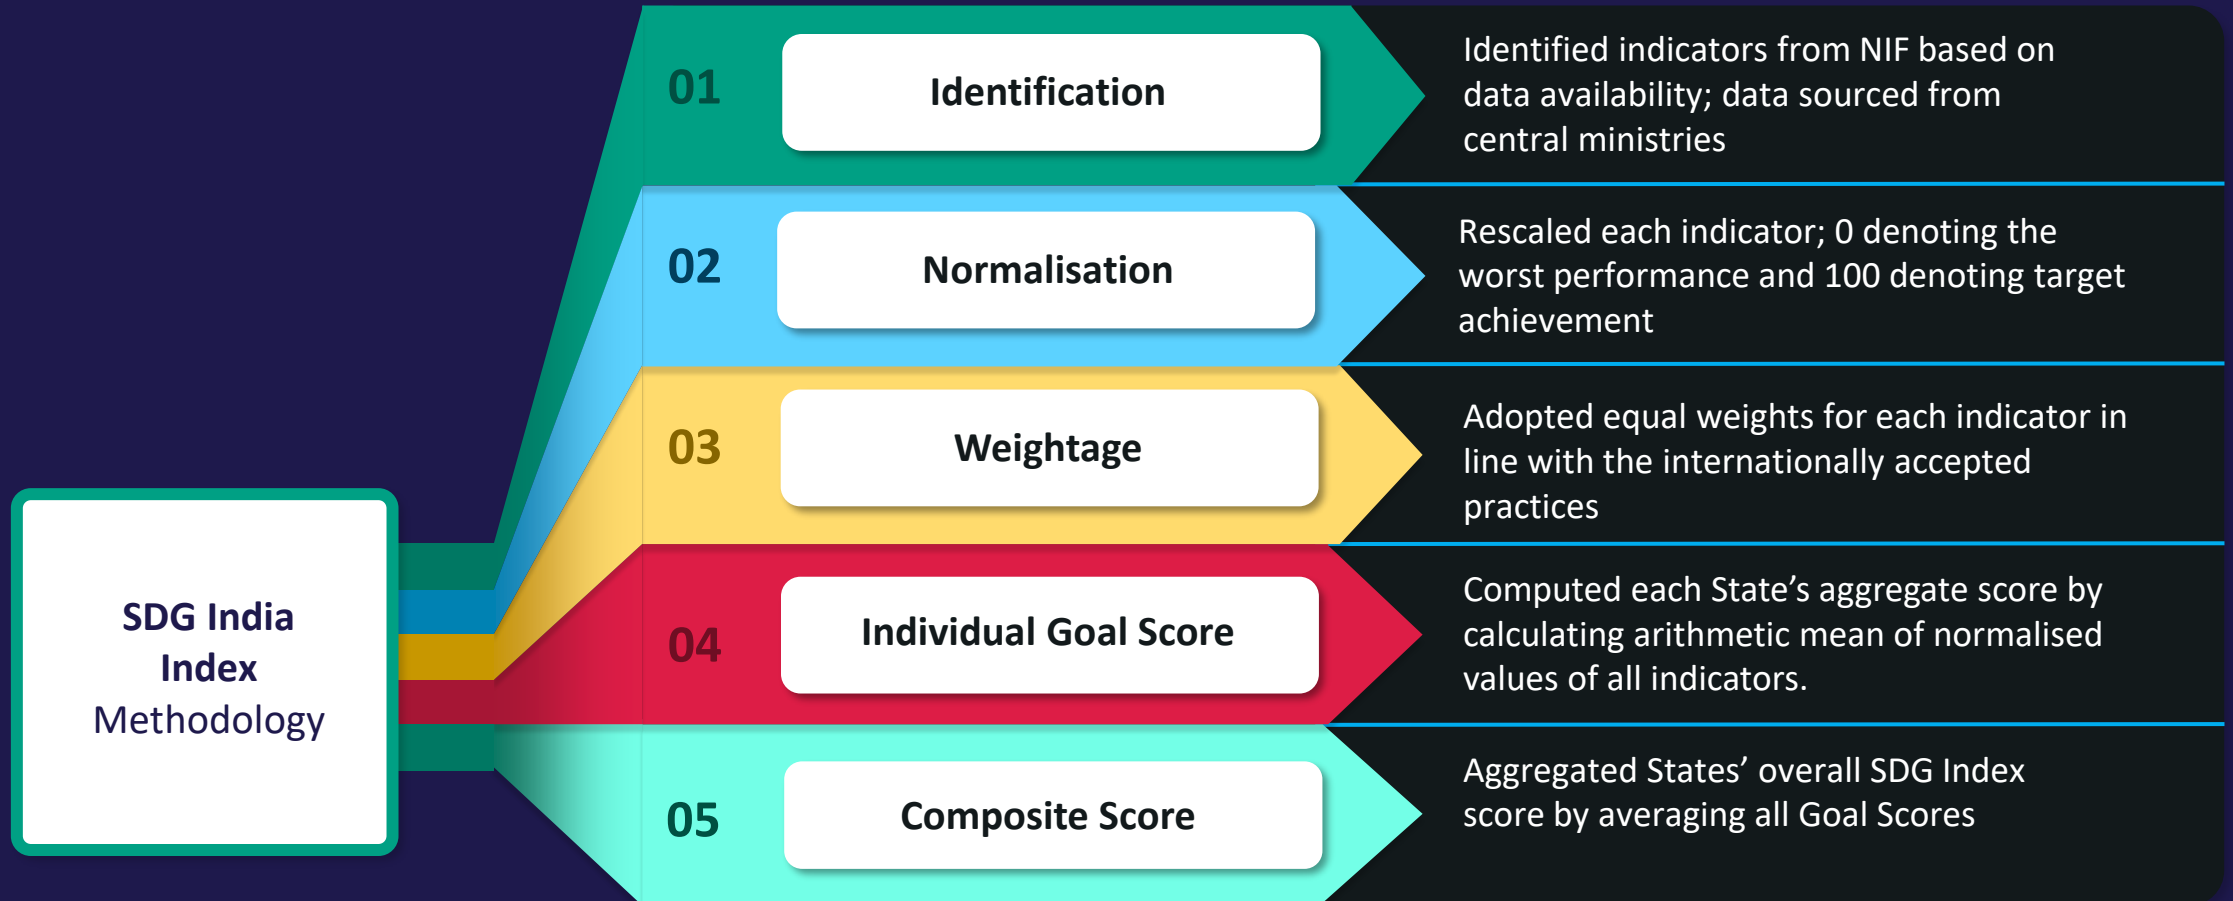 SDG India
Index
Methodology
01
Identification
Identified indicators from NIF based on
data availability; data sourced from
central ministries
02
Normalisation
Rescaled each indicator; 0 denoting the
worst performance and 100 denoting target
achievement
03
Weightage
Adopted equal weights for each indicator in
line with the internationally accepted
practices
04
Individual Goal Score
Computed each State’s aggregate score by
calculating arithmetic mean of normalised
values of all indicators.
05
Composite Score
Aggregated States’ overall SDG Index
score by averaging all Goal Scores